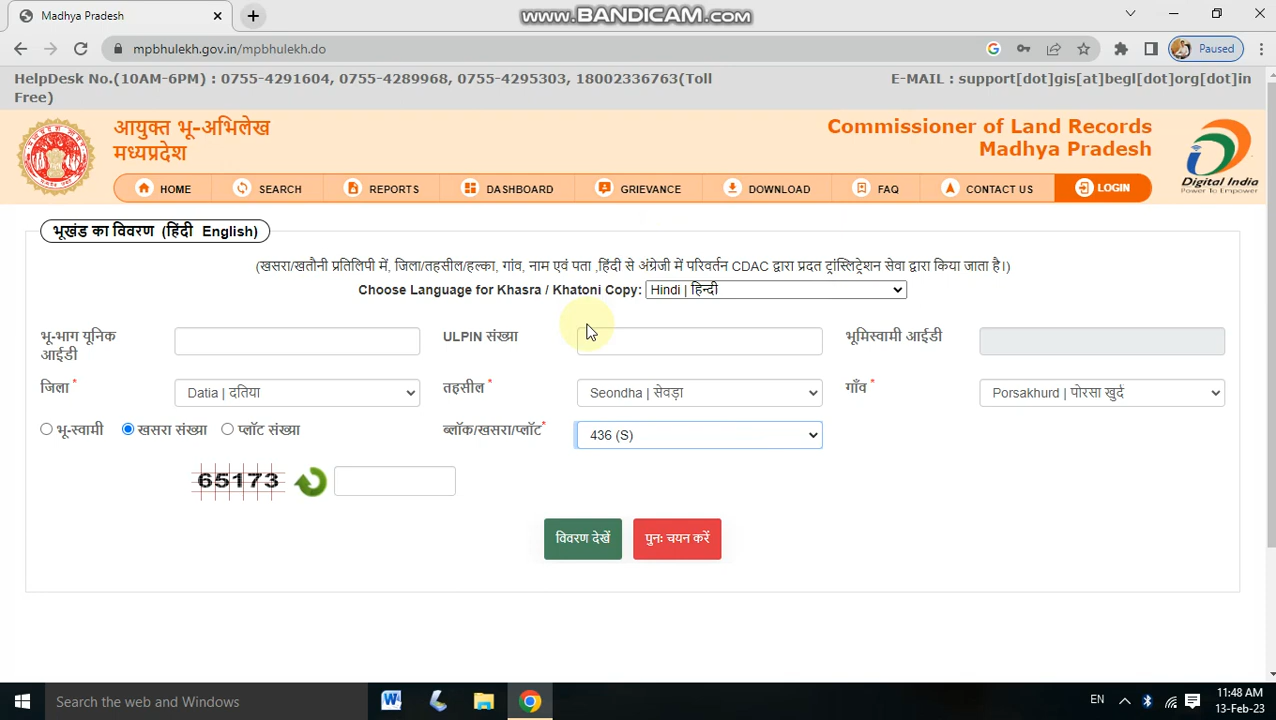 Madhya Pradesh
www.BANDICAM.com
mpbhulekh.gov.in/mpbhulekh.do
Paused
HelpDesk No.(10AM-6PM) : 0755-4291604, 0755-4289968, 0755-4295303, 18002336763(Toll Free)
E-MAIL : support[dot]gis[at]begl[dot]org[dot]in
आयुक्त भू-अभिलेख
मध्यप्रदेश
Commissioner of Land Records
Madhya Pradesh
Digital India
Power To Empower
HOME
SEARCH
REPORTS
DASHBOARD
GRIEVANCE
DOWNLOAD
FAQ
CONTACT US
LOGIN
भूखंड का विवरण (हिंदी English)
(खसरा/खतौनी प्रतिलिपी में, जिला/तहसील/हल्का, गांव, नाम एवं पता ,हिंदी से अंग्रेजी में परिवर्तन CDAC द्वारा प्रदत ट्रांस्लिट्रेशन सेवा द्वारा किया जाता है।)
Choose Language for Khasra / Khatoni Copy: Hindi | हिन्दी
भू-भाग यूनिक आईडी
ULPIN संख्या
भूमिस्वामी आईडी
जिला * Datia | दतिया
तहसील * Seondha | सेवड़ा
गाँव * Porsakhurd | पोरसा खुर्द
भू-स्वामी खसरा संख्या प्लॉट संख्या
ब्लॉक/खसरा/प्लॉट* 436 (S)
65173
विवरण देखें
पुनः चयन करें
Search the web and Windows
EN
11:48 AM
13-Feb-23